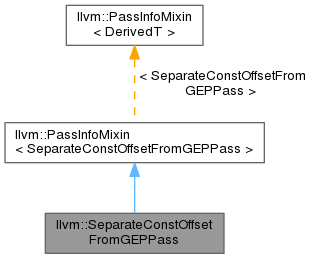 llvm::PassInfoMixin
< DerivedT >
< SeparateConstOffsetFrom
GEPPass >
llvm::PassInfoMixin
< SeparateConstOffsetFromGEPPass >
llvm::SeparateConstOffset
FromGEPPass